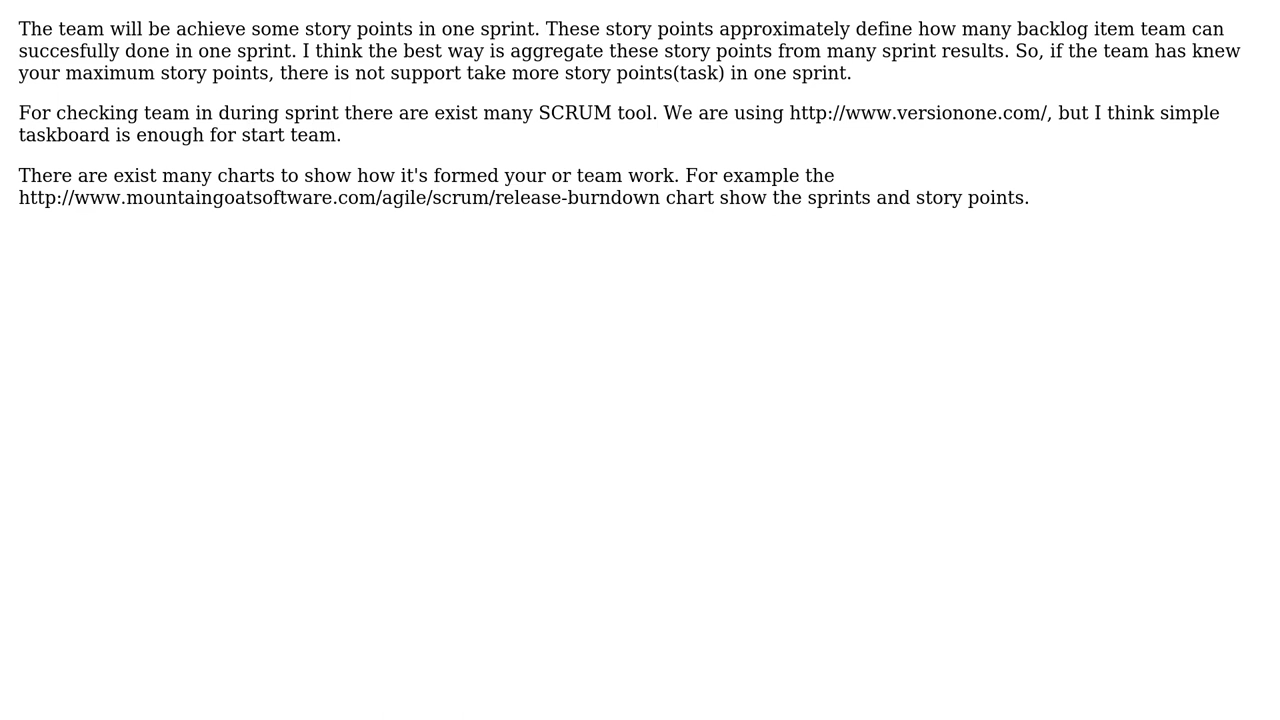 The team will be achieve some story points in one sprint. These story points approximately define how many backlog item team can
succesfully done in one sprint. I think the best way is aggregate these story points from many sprint results. So, if the team has knew
your maximum story points, there is not support take more story points(task) in one sprint.
For checking team in during sprint there are exist many SCRUM tool. We are using http://www.versionone.com/, but I think simple
taskboard is enough for start team.
There are exist many charts to show how it's formed your or team work. For example the
http://www.mountaingoatsoftware.com/agile/scrum/release-burndown chart show the sprints and story points.